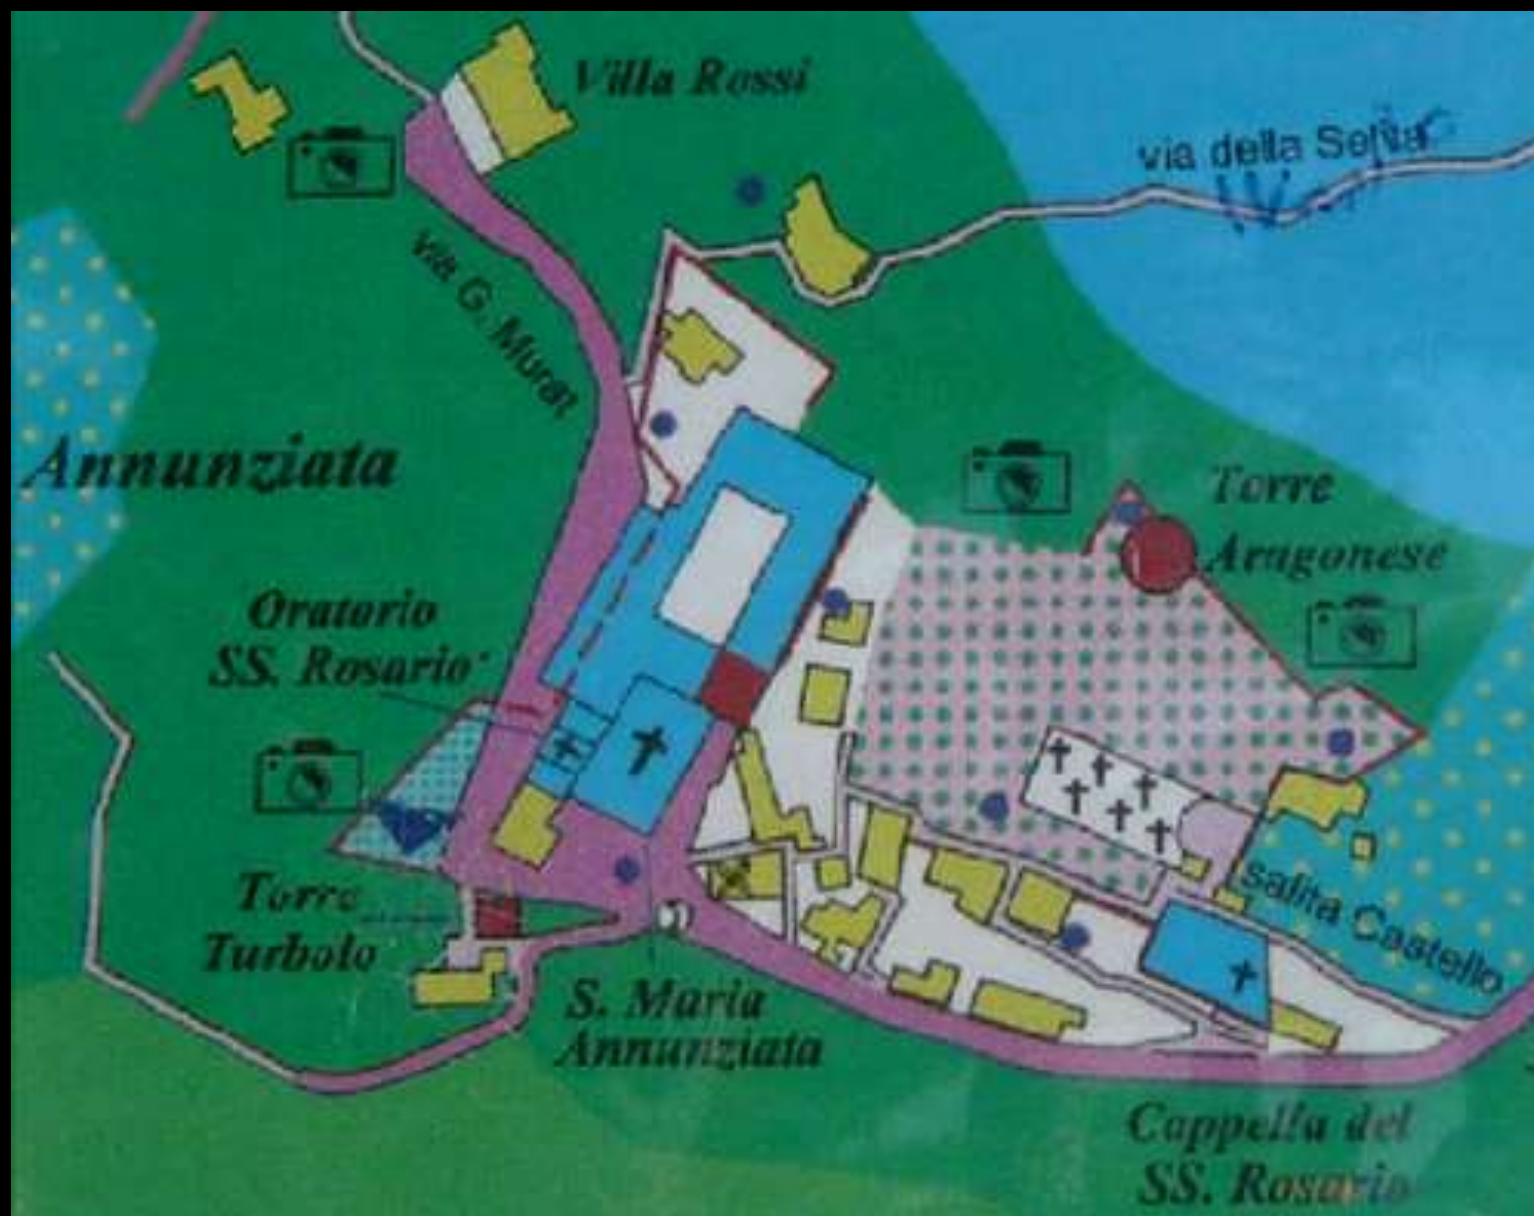 Villa Rossi
via della Selva
via G. Murat
Annunziata
Torre
Aragonese
Oratorio
SS. Rosario
Torre
Turbolo
salita Castello
S. Maria
Annunziata
Cappella del
SS. Rosario